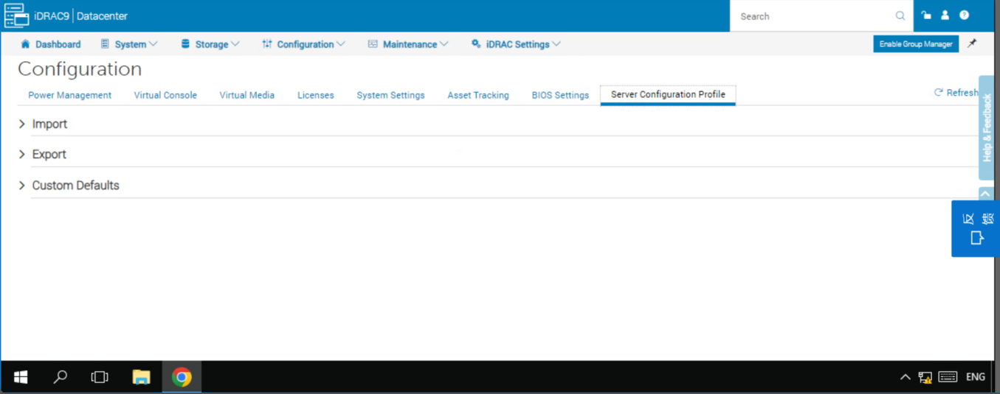 iDRAC9 | Datacenter
Search
Dashboard System Storage Configuration Maintenance iDRAC Settings Enable Group Manager
Configuration
Power Management Virtual Console Virtual Media Licenses System Settings Asset Tracking BIOS Settings Server Configuration Profile Refresh
Import
Export
Custom Defaults
Help & Feedback
ENG